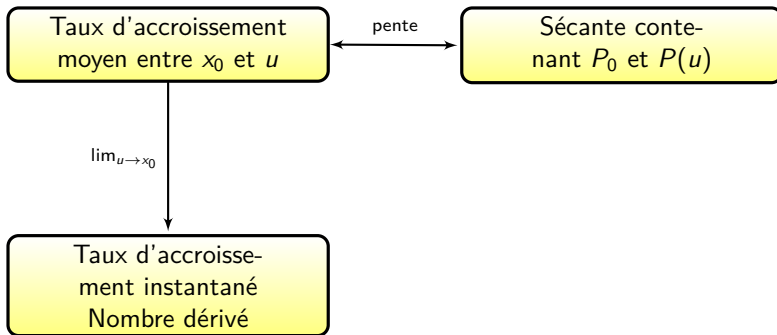 Taux d'accroissement
moyen entre x₀ et u
pente
Sécante conte-
nant P₀ et P(u)
lim_{u→x₀}
Taux d'accroisse-
ment instantané
Nombre dérivé